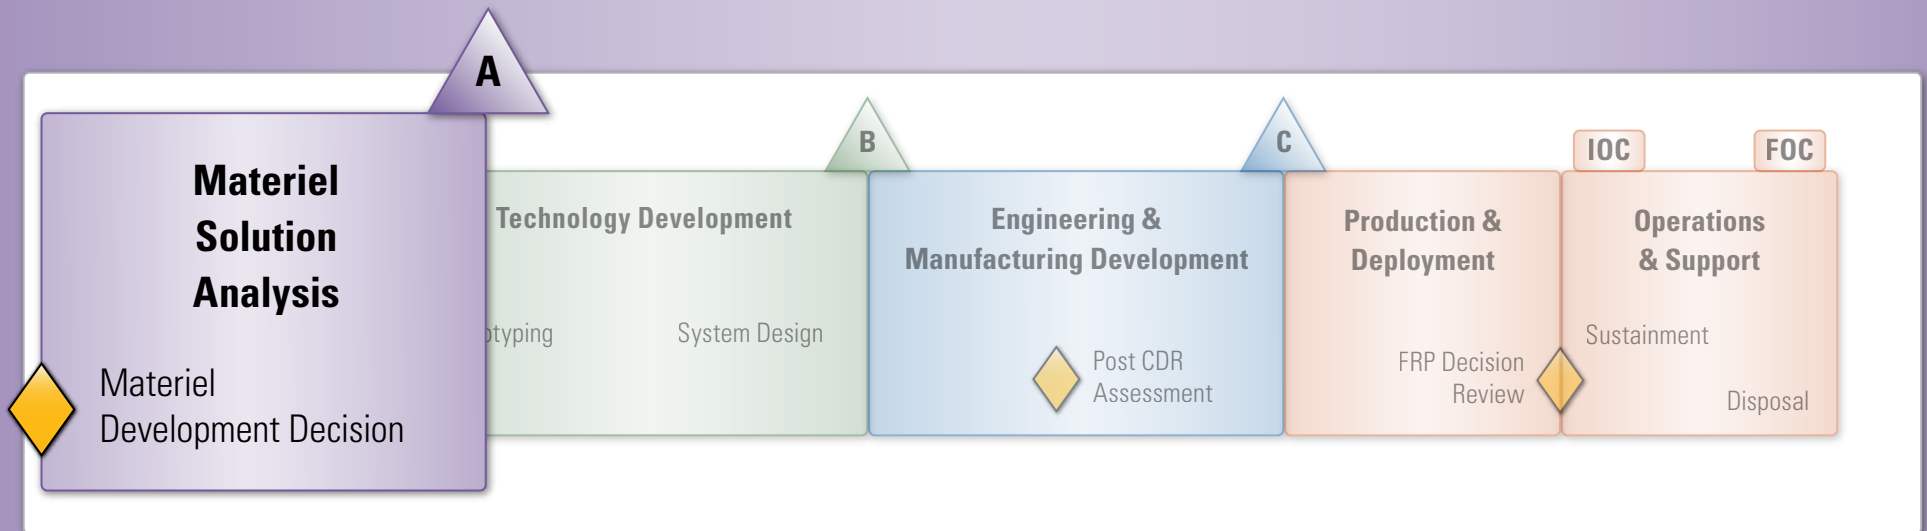 A
Materiel
Solution
Analysis
Materiel
Development Decision
Technology Development
otyping
System Design
B
Engineering &
Manufacturing Development
Post CDR
Assessment
C
Production &
Deployment
FRP Decision
Review
IOC
FOC
Operations
& Support
Sustainment
Disposal